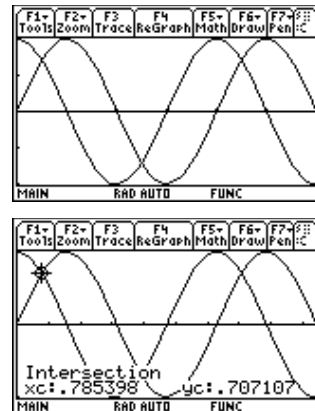 F1▾ F2▾ F3 F4 F5▾ F6▾ F7▾
Tools Zoom Trace ReGraph Math Draw Pen :C
MAIN RAD AUTO FUNC
F1▾ F2▾ F3 F4 F5▾ F6▾ F7▾
Tools Zoom Trace ReGraph Math Draw Pen :C
Intersection
xc:.785398 yc:.707107
MAIN RAD AUTO FUNC